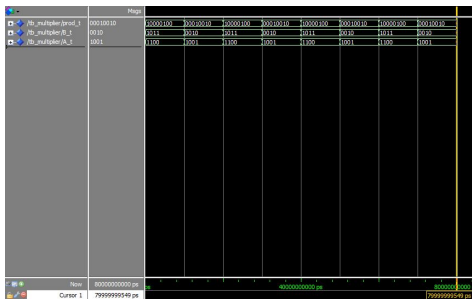 Msgs
/tb_multiplier/prod_t 00010010 10000100 00010010 10000100 00010010 10000100 00010010 10000100 00010010
/tb_multiplier/B_t 0010 1011 0010 1011 0010 1011 0010 1011 0010
/tb_multiplier/A_t 1001 1100 1001 1100 1001 1100 1001 1100 1001
Now 80000000000 ps ps 40000000000 ps 80000000000
Cursor 1 79999999549 ps 79999999549 ps